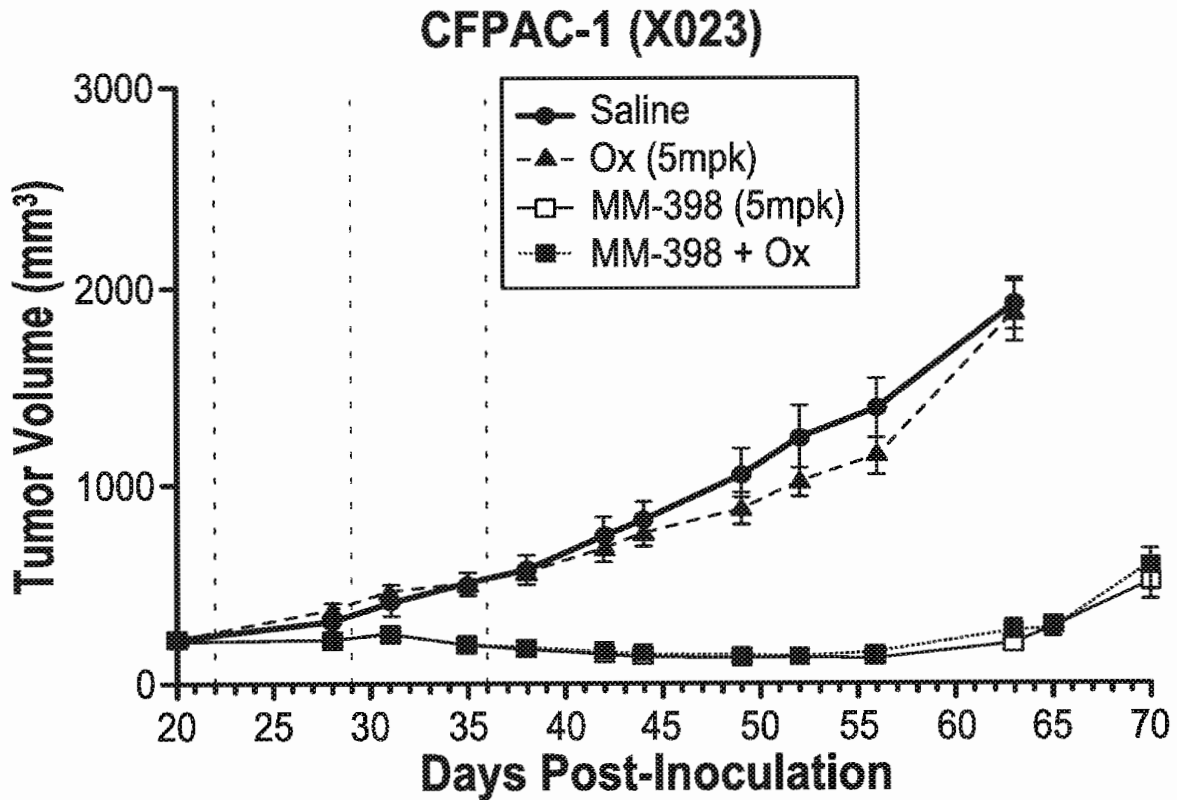 CFPAC-1 (X023)
3000
2000
1000
0
Tumor Volume (mm³)
Saline
Ox (5mpk)
MM-398 (5mpk)
MM-398 + Ox
20 25 30 35 40 45 50 55 60 65 70
Days Post-Inoculation